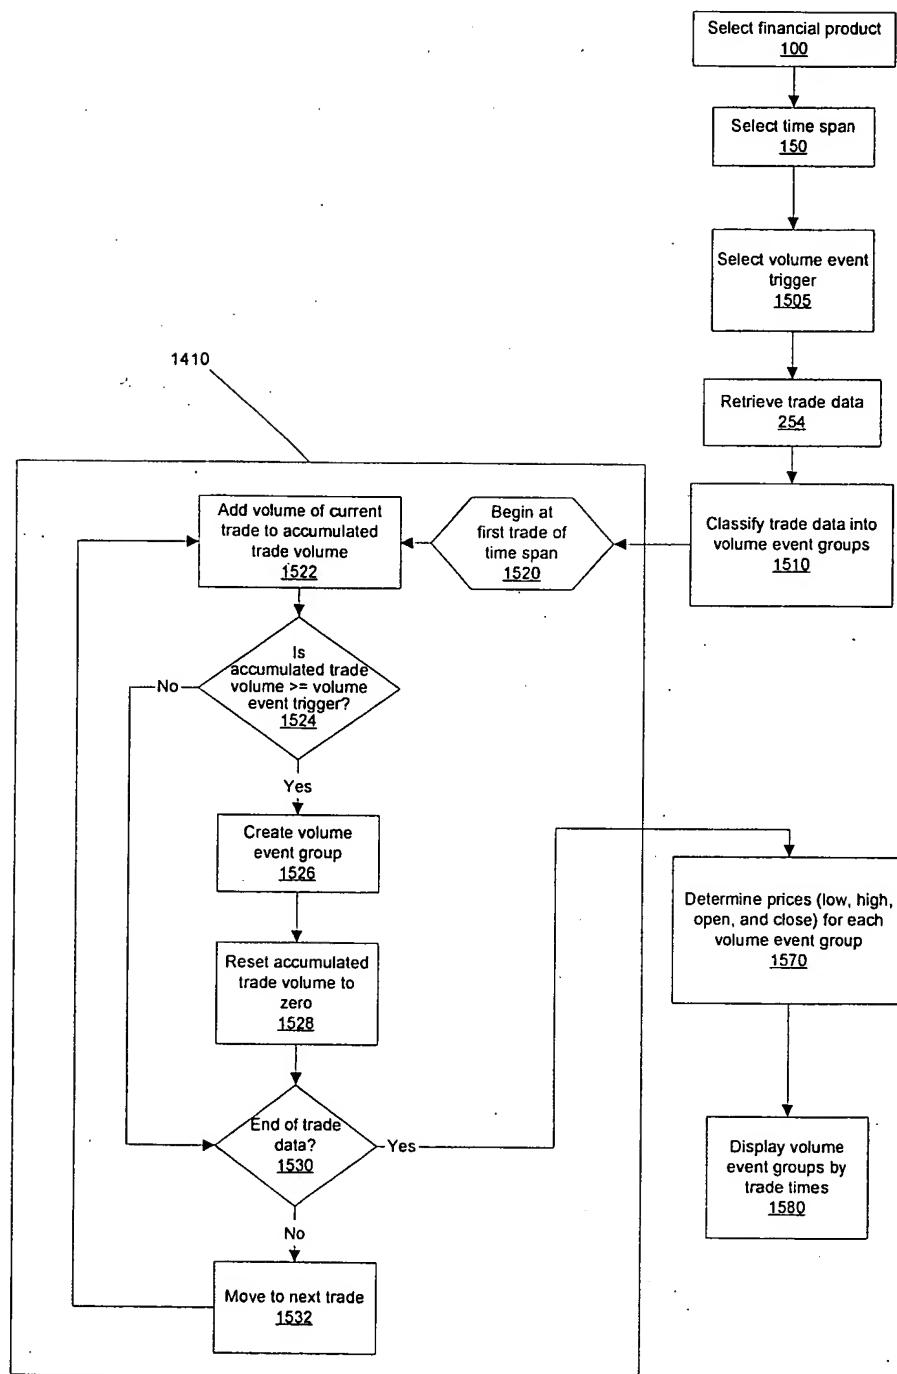 Select financial product
100
Select time span
150
Select volume event
trigger
1505
Retrieve trade data
254
Classify trade data into
volume event groups
1510
1410
Begin at
first trade of
time span
1520
Add volume of current
trade to accumulated
trade volume
1522
Is
accumulated trade
volume >= volume
event trigger?
1524
No
Yes
Create volume
event group
1526
Reset accumulated
trade volume to
zero
1528
End of trade
data?
1530
Yes
No
Move to next trade
1532
Determine prices (low, high,
open, and close) for each
volume event group
1570
Display volume
event groups by
trade times
1580